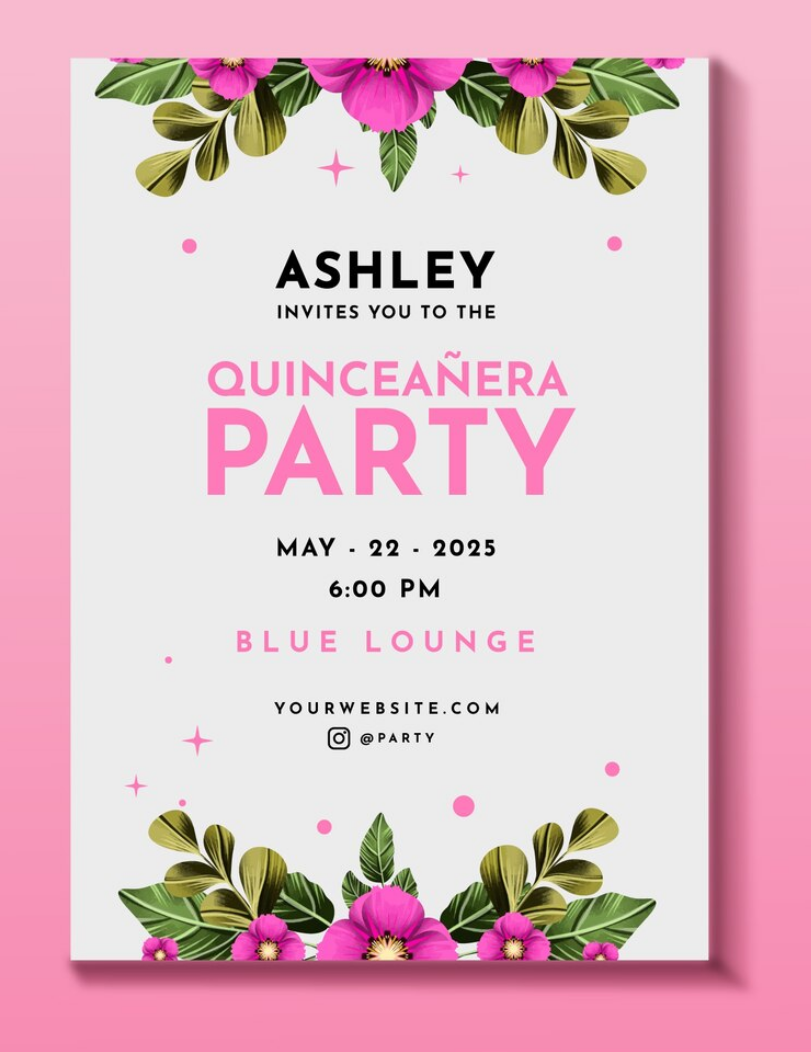 ASHLEY
INVITES YOU TO THE
QUINCEAÑERA
PARTY
MAY - 22 - 2025
6:00 PM
BLUE LOUNGE
YOURWEBSITE.COM
@PARTY